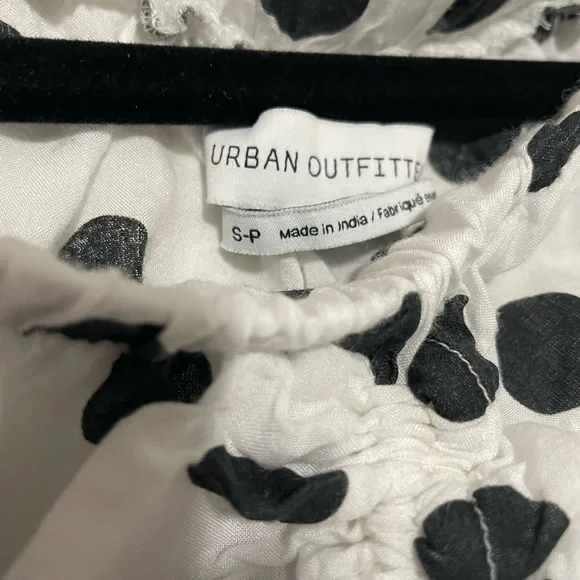 URBAN OUTFITTE
S-P Made in India / Fabriqué